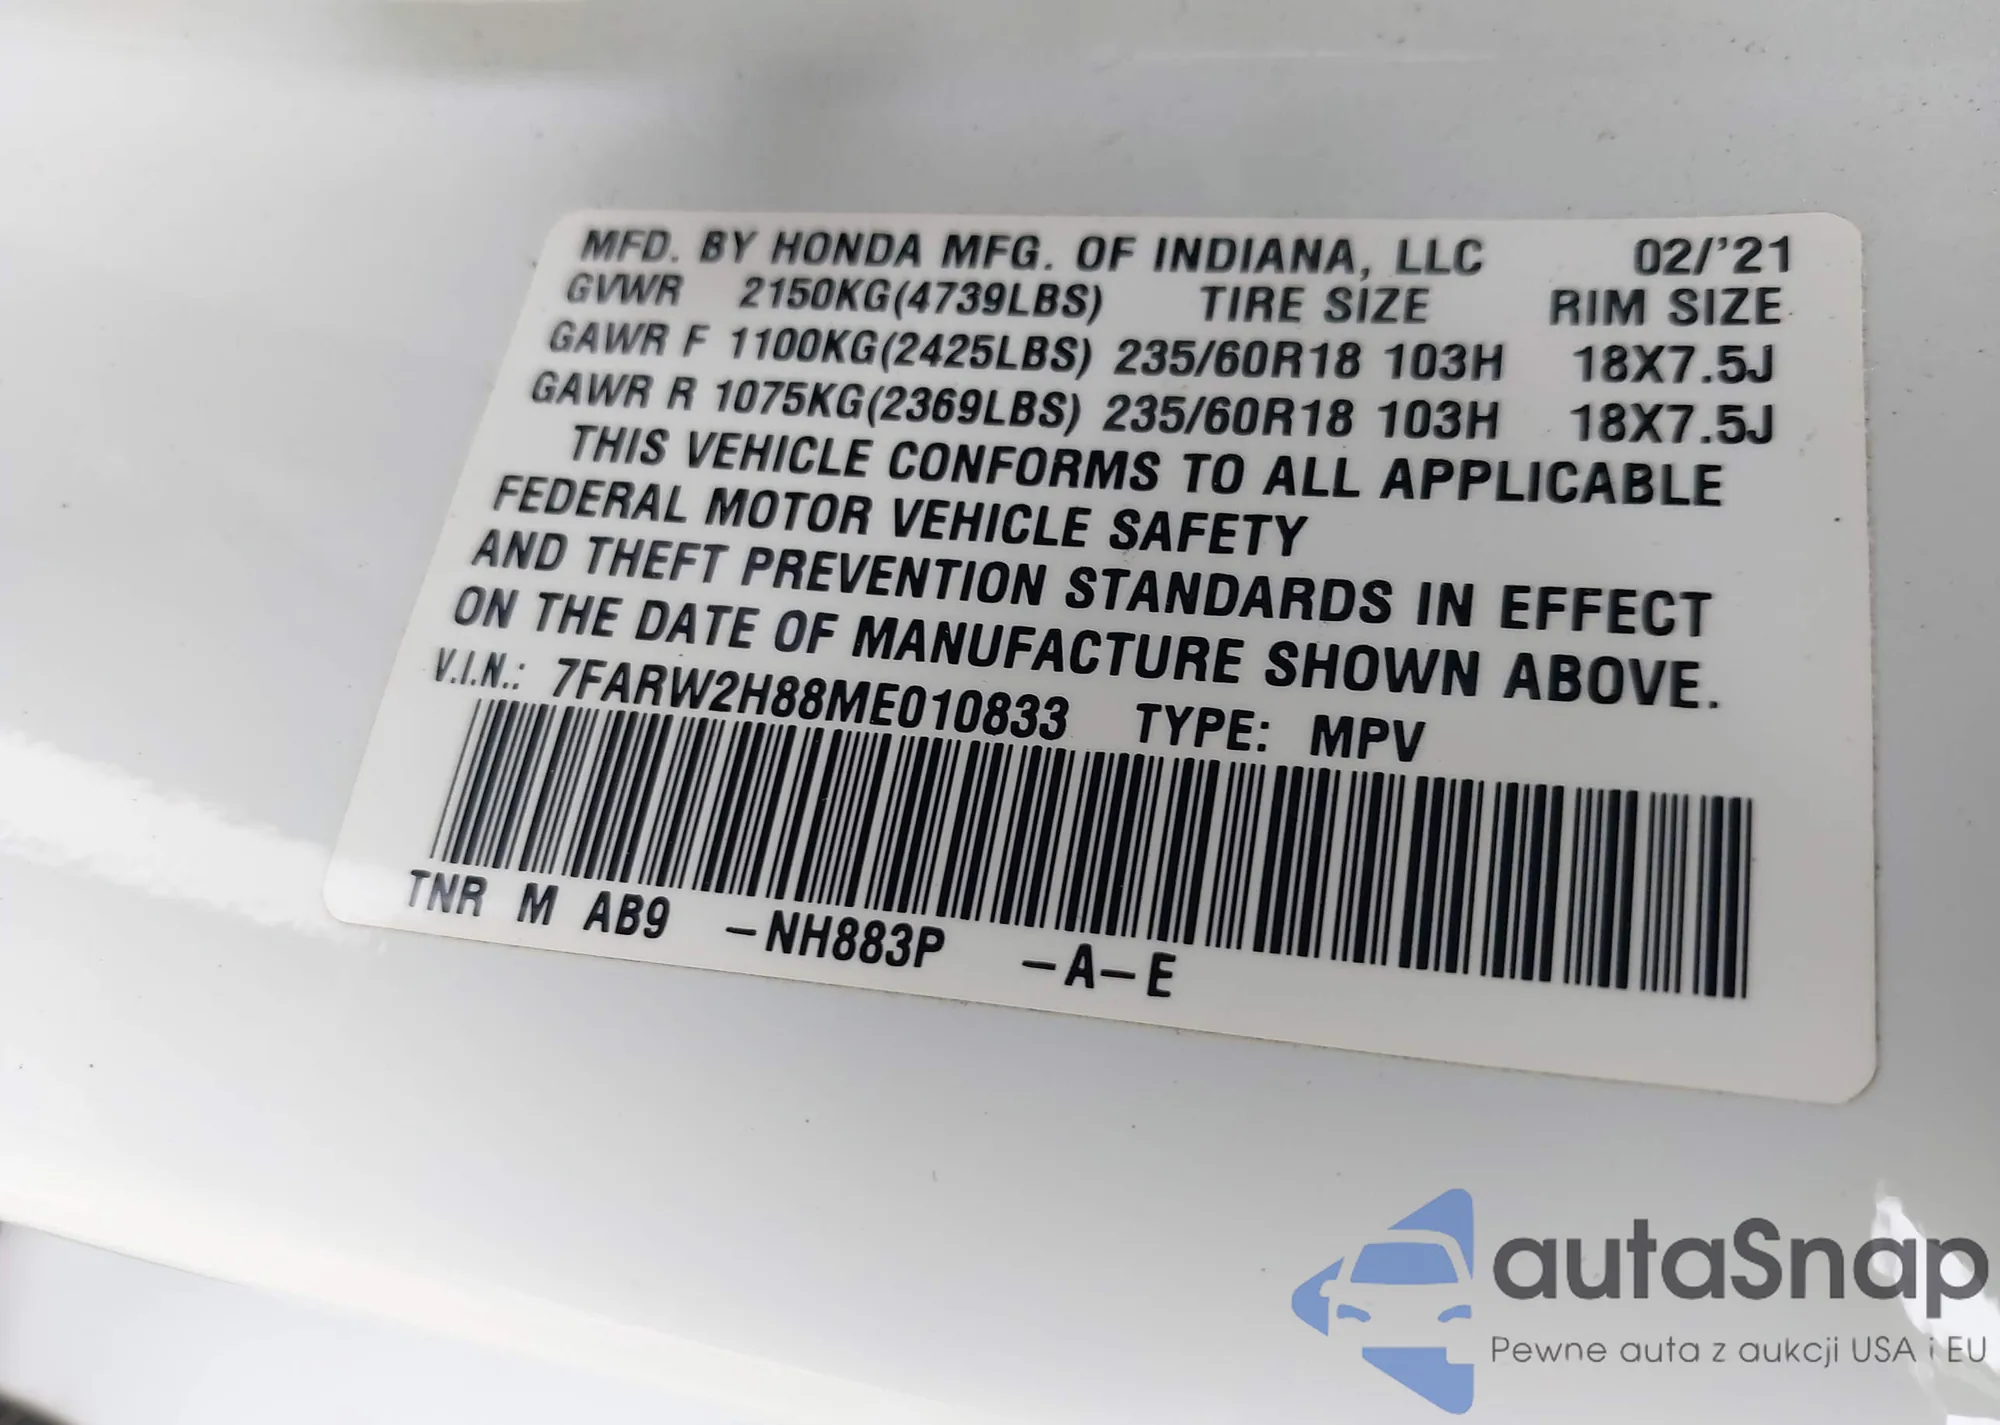 MFD. BY HONDA MFG. OF INDIANA, LLC 02/'21
GVWR 2150KG(4739LBS) TIRE SIZE RIM SIZE
GAWR F 1100KG(2425LBS) 235/60R18 103H 18X7.5J
GAWR R 1075KG(2369LBS) 235/60R18 103H 18X7.5J
THIS VEHICLE CONFORMS TO ALL APPLICABLE
FEDERAL MOTOR VEHICLE SAFETY
AND THEFT PREVENTION STANDARDS IN EFFECT
ON THE DATE OF MANUFACTURE SHOWN ABOVE.
V.I.N.: 7FARW2H88ME010833 TYPE: MPV
TNR M AB9 -NH883P -A-E
autaSnap
Pewne auta z aukcji USA i EU